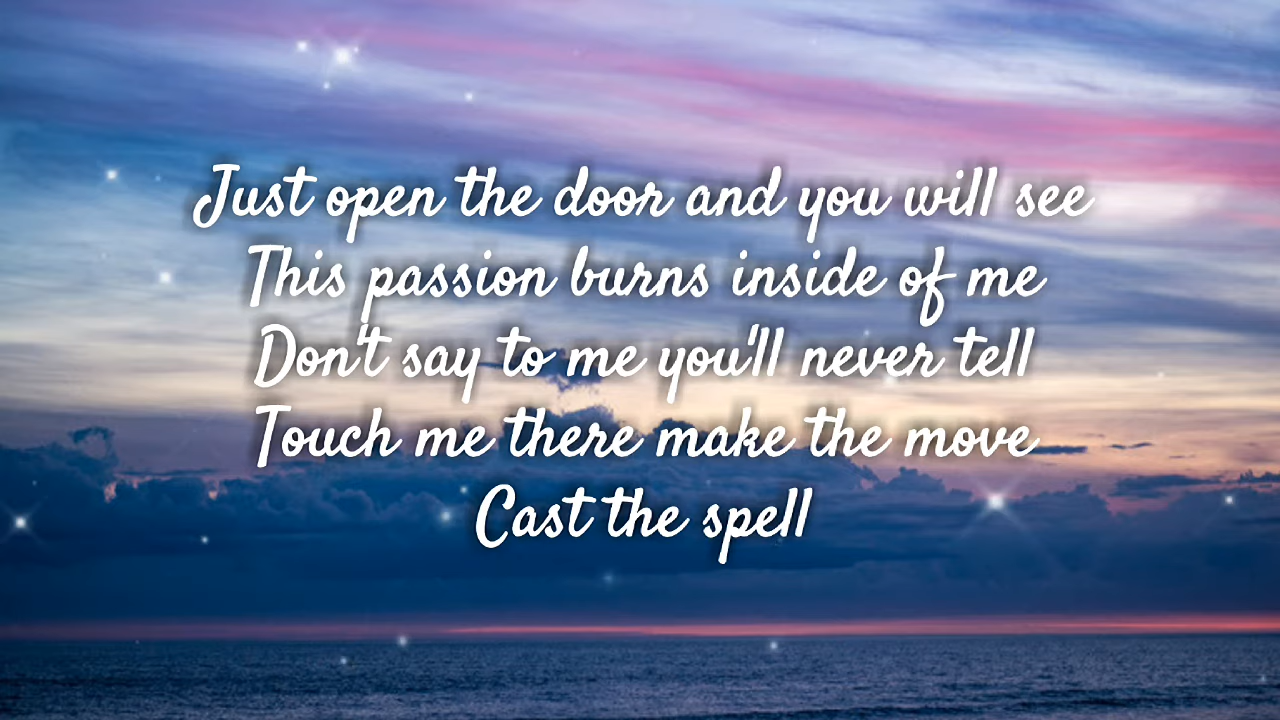 Just open the door and you will see
This passion burns inside of me
Don't say to me you'll never tell
Touch me there make the move
Cast the spell